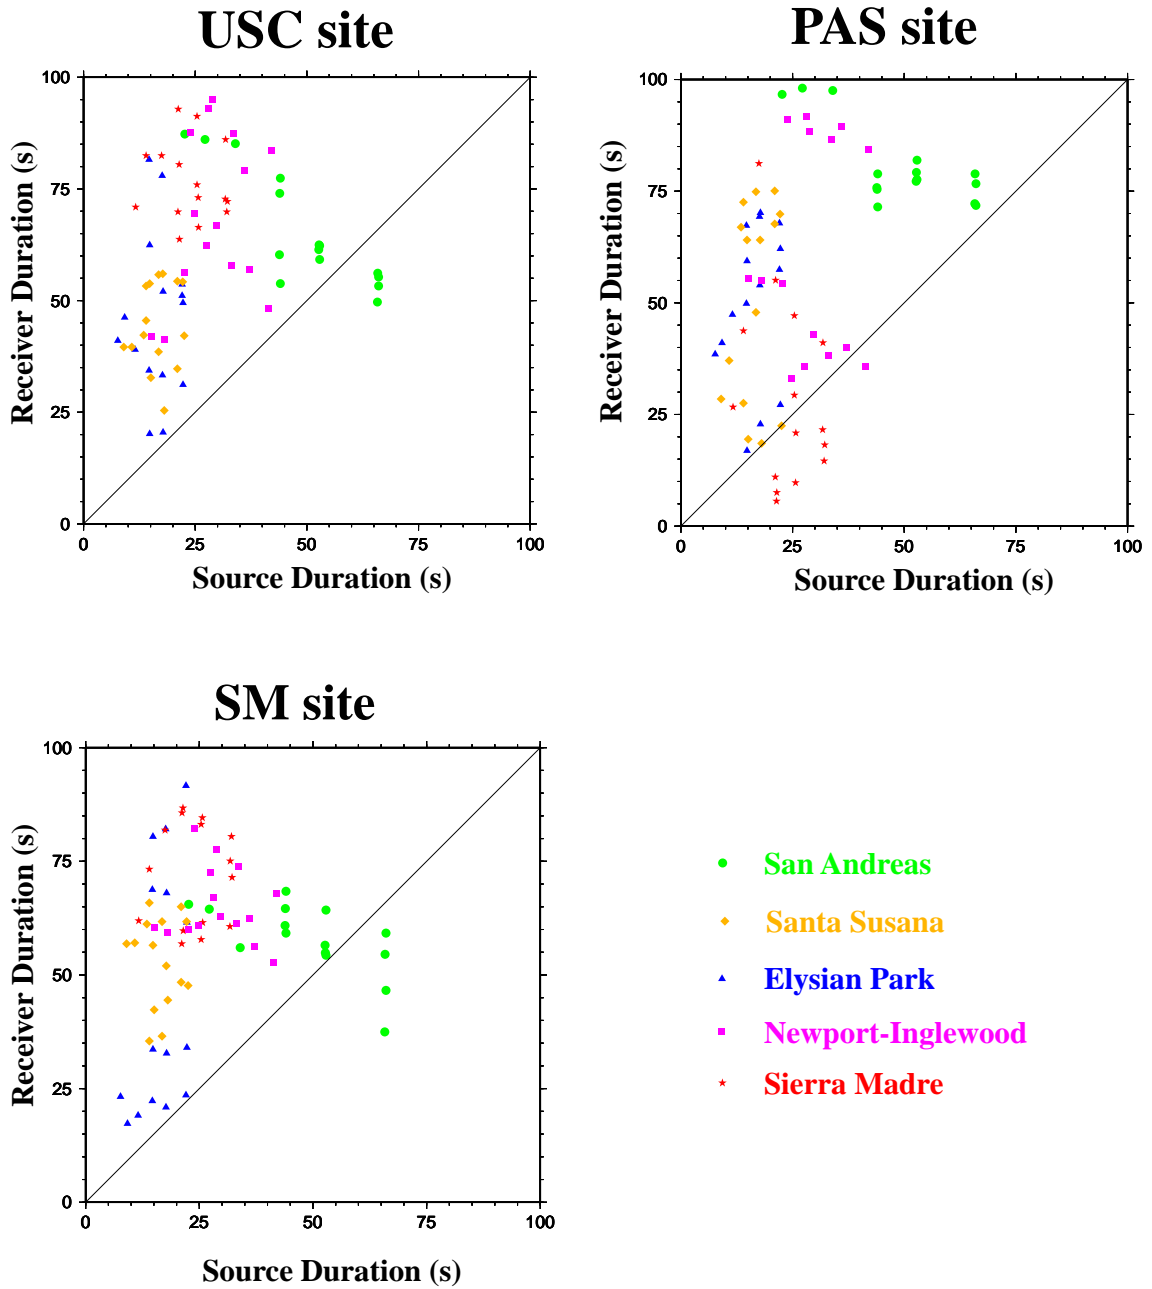 USC site
100
75
50
25
0
0
25
50
75
100
Receiver Duration (s)
Source Duration (s)
PAS site
100
75
50
25
0
0
25
50
75
100
Receiver Duration (s)
Source Duration (s)
SM site
100
75
50
25
0
0
25
50
75
100
Receiver Duration (s)
Source Duration (s)
San Andreas
Santa Susana
Elysian Park
Newport-Inglewood
Sierra Madre